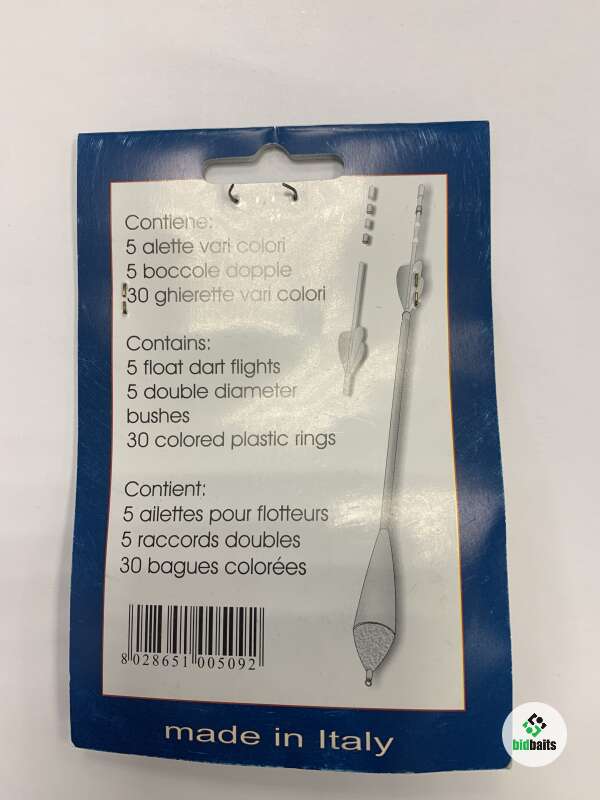 Contiene:
5 alette vari colori
5 boccole doppie
30 ghierette vari colori
Contains:
5 float dart flights
5 double diameter
bushes
30 colored plastic rings
Contient:
5 ailettes pour flotteurs
5 raccords doubles
30 bagues colorées
8 028651 005092
made in Italy
bidbaits